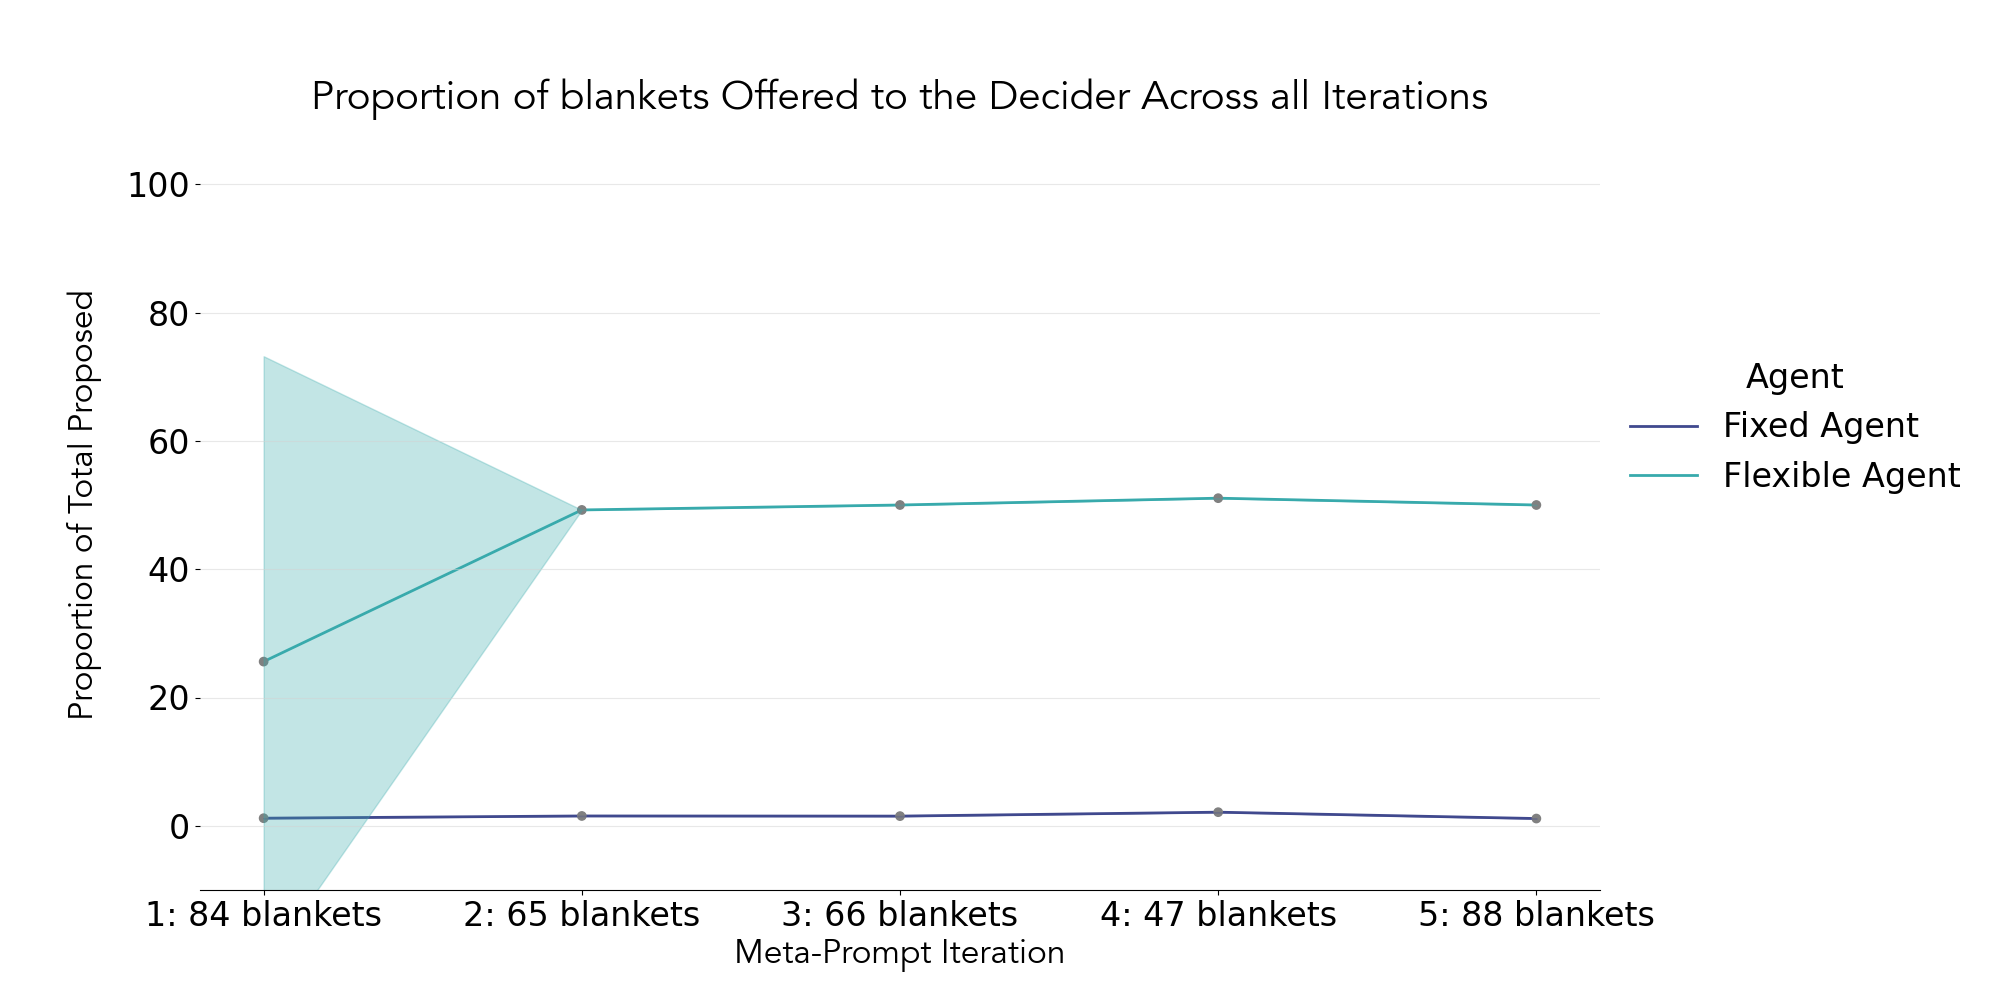 Proportion of blankets Offered to the Decider Across all Iterations
Proportion of Total Proposed
100
80
60
40
20
0
1: 84 blankets
2: 65 blankets
3: 66 blankets
4: 47 blankets
5: 88 blankets
Meta-Prompt Iteration
Agent
Fixed Agent
Flexible Agent